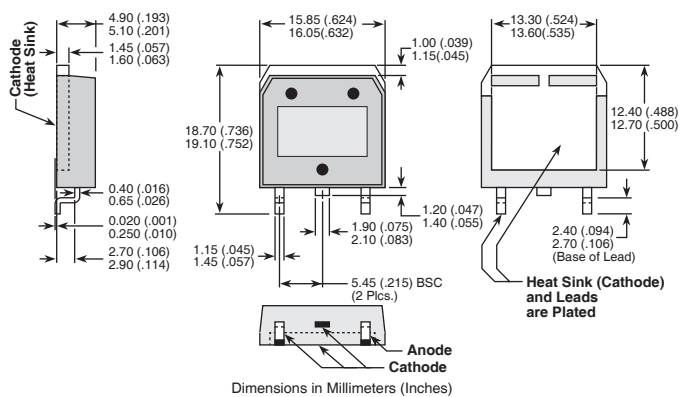 4.90 (.193)
5.10 (.201)
1.45 (.057)
1.60 (.063)
Cathode
(Heat Sink)
0.40 (.016)
0.65 (.026)
0.020 (.001)
0.250 (.010)
2.70 (.106)
2.90 (.114)
15.85 (.624)
16.05(.632)
1.00 (.039)
1.15(.045)
18.70 (.736)
19.10 (.752)
1.20 (.047)
1.40 (.055)
1.90 (.075)
2.10 (.083)
1.15 (.045)
1.45 (.057)
5.45 (.215) BSC
(2 Plcs.)
13.30 (.524)
13.60(.535)
12.40 (.488)
12.70 (.500)
2.40 (.094)
2.70 (.106)
(Base of Lead)
Heat Sink (Cathode)
and Leads
are Plated
Anode
Cathode
Dimensions in Millimeters (Inches)